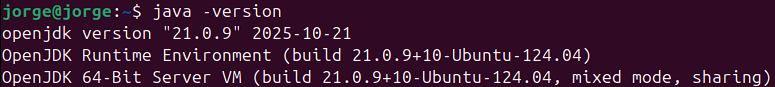 jorge@jorge:~$ java -version
openjdk version "21.0.9" 2025-10-21
OpenJDK Runtime Environment (build 21.0.9+10-Ubuntu-124.04)
OpenJDK 64-Bit Server VM (build 21.0.9+10-Ubuntu-124.04, mixed mode, sharing)